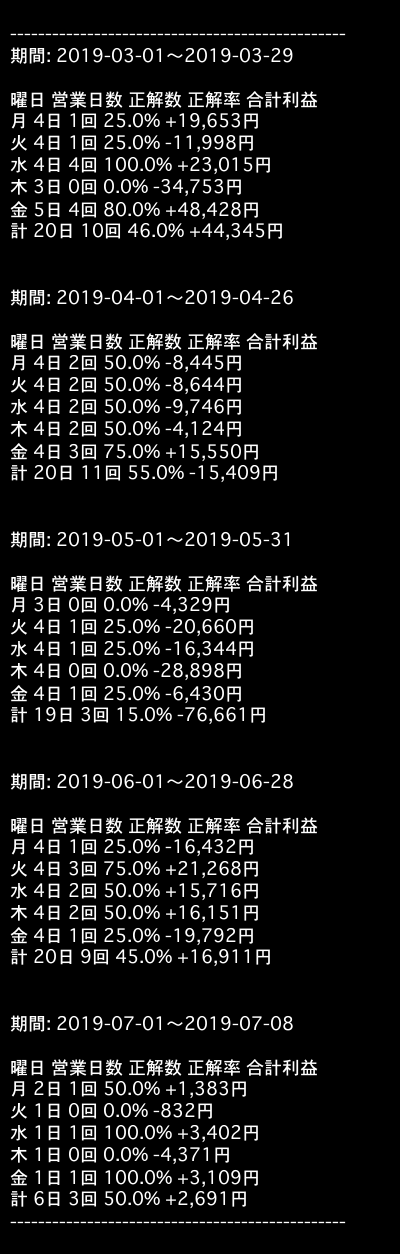 ------------------------------------------------
期間: 2019-03-01〜2019-03-29
曜日 営業日数 正解数 正解率 合計利益
月 4日 1回 25.0% +19,653円
火 4日 1回 25.0% -11,998円
水 4日 4回 100.0% +23,015円
木 3日 0回 0.0% -34,753円
金 5日 4回 80.0% +48,428円
計 20日 10回 46.0% +44,345円
期間: 2019-04-01〜2019-04-26
曜日 営業日数 正解数 正解率 合計利益
月 4日 2回 50.0% -8,445円
火 4日 2回 50.0% -8,644円
水 4日 2回 50.0% -9,746円
木 4日 2回 50.0% -4,124円
金 4日 3回 75.0% +15,550円
計 20日 11回 55.0% -15,409円
期間: 2019-05-01〜2019-05-31
曜日 営業日数 正解数 正解率 合計利益
月 3日 0回 0.0% -4,329円
火 4日 1回 25.0% -20,660円
水 4日 1回 25.0% -16,344円
木 4日 0回 0.0% -28,898円
金 4日 1回 25.0% -6,430円
計 19日 3回 15.0% -76,661円
期間: 2019-06-01〜2019-06-28
曜日 営業日数 正解数 正解率 合計利益
月 4日 1回 25.0% -16,432円
火 4日 3回 75.0% +21,268円
水 4日 2回 50.0% +15,716円
木 4日 2回 50.0% +16,151円
金 4日 1回 25.0% -19,792円
計 20日 9回 45.0% +16,911円
期間: 2019-07-01〜2019-07-08
曜日 営業日数 正解数 正解率 合計利益
月 2日 1回 50.0% +1,383円
火 1日 0回 0.0% -832円
水 1日 1回 100.0% +3,402円
木 1日 0回 0.0% -4,371円
金 1日 1回 100.0% +3,109円
計 6日 3回 50.0% +2,691円
------------------------------------------------